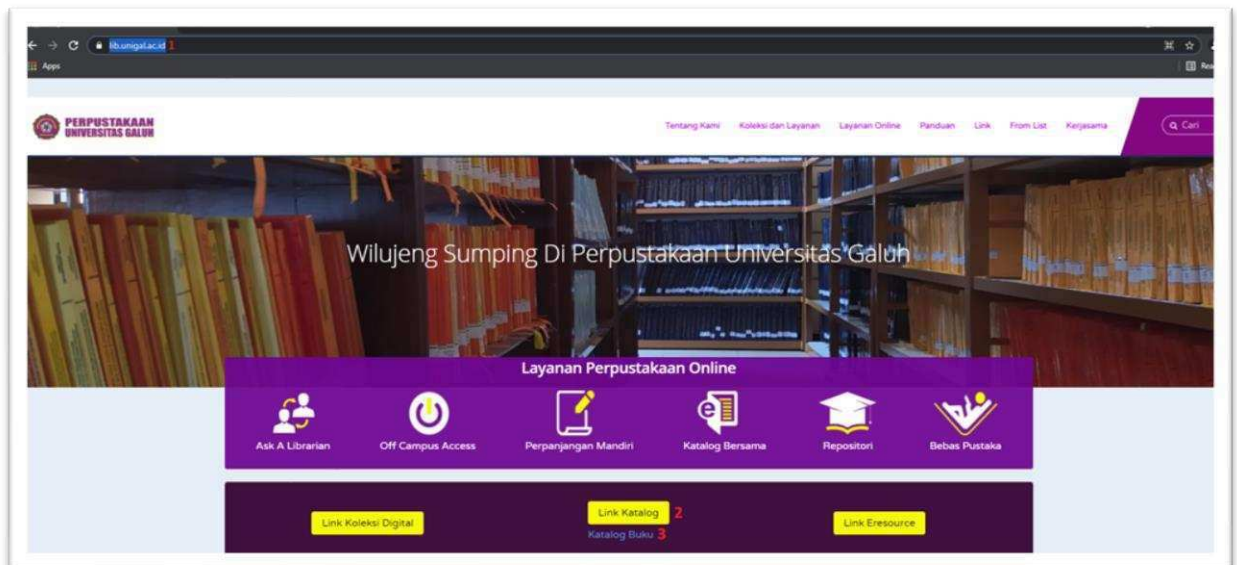 lib.unigal.ac.id 1
Apps
PERPUSTAKAAN
UNIVERSITAS GALUH
Tentang Kami Koleksi dan Layanan Layanan Online Panduan Link From List Kerjasama Cari
Wilujeng Sumping Di Perpustakaan Universitas Galuh
Layanan Perpustakaan Online
Ask A Librarian Off Campus Access Perpanjangan Mandiri Katalog Bersama Repositori Bebas Pustaka
Link Koleksi Digital Link Katalog 2 Link Eresource
Katalog Buku 3